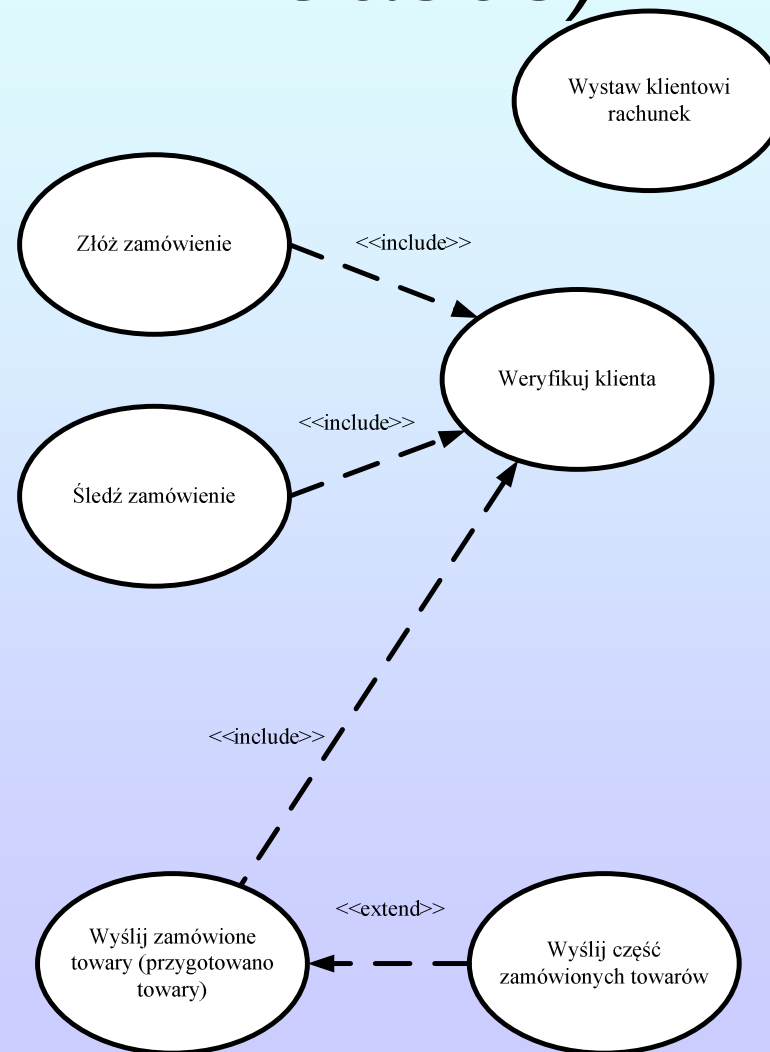 Wystaw klientowi
rachunek
Złóż zamówienie
<<include>>
Weryfikuj klienta
<<include>>
Śledź zamówienie
<<include>>
<<extend>>
Wyślij zamówione
towary (przygotowano
towary)
Wyślij część
zamówionych towarów